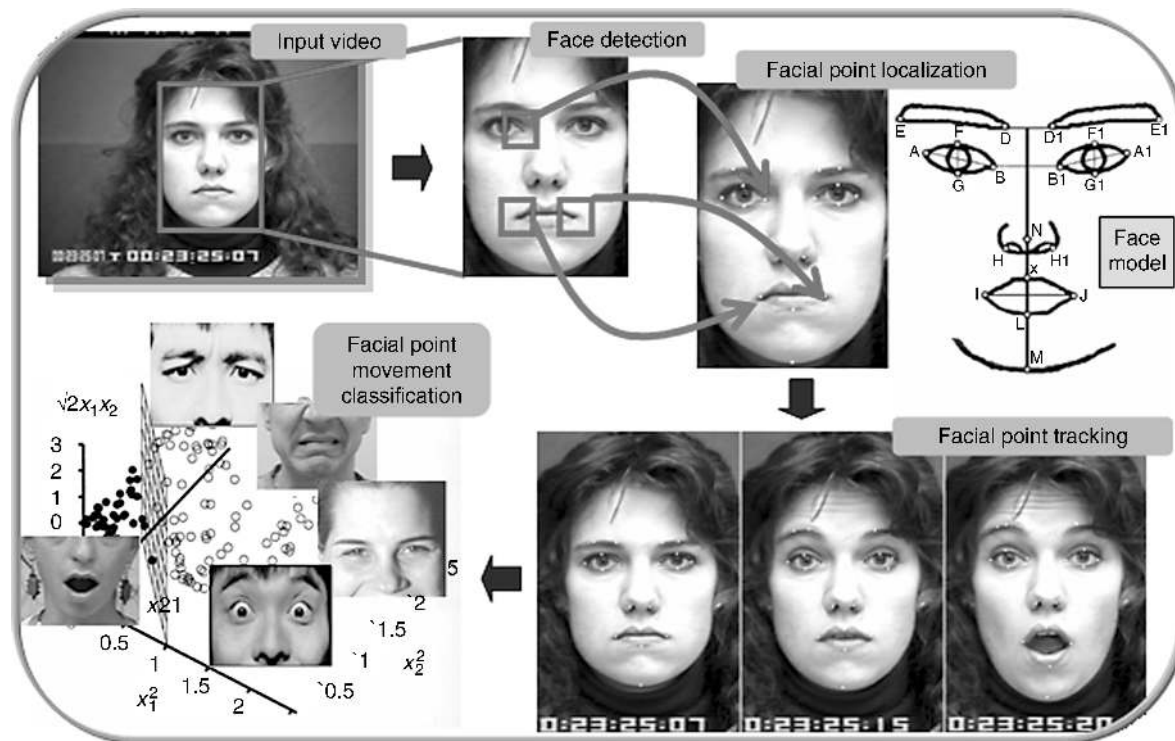 Input video
Face detection
Facial point localization
E F D D1 F1 E1
A B B1 A1
G G1
N
H H1
x
I J
L
M
Face
model
00:23:25:07
Facial point
movement
classification
√2x₁x₂
3
2
1
0
x21
0.5
1
1.5
2
x₁²
`0.5
`1
`1.5
`2
5
x₂²
Facial point tracking
0:23:25:07
0:23:25:15
0:23:25:20